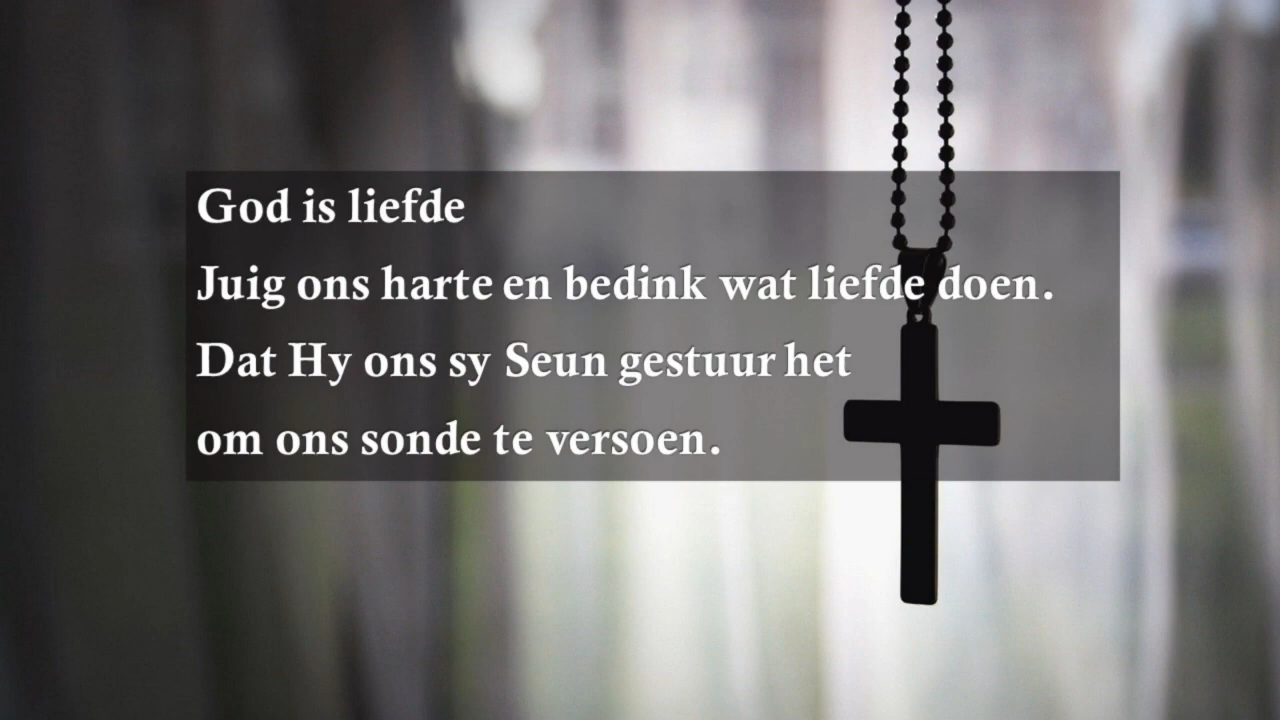 God is liefde
Juig ons harte en bedink wat liefde doen.
Dat Hy ons sy Seun gestuur het
om ons sonde te versoen.